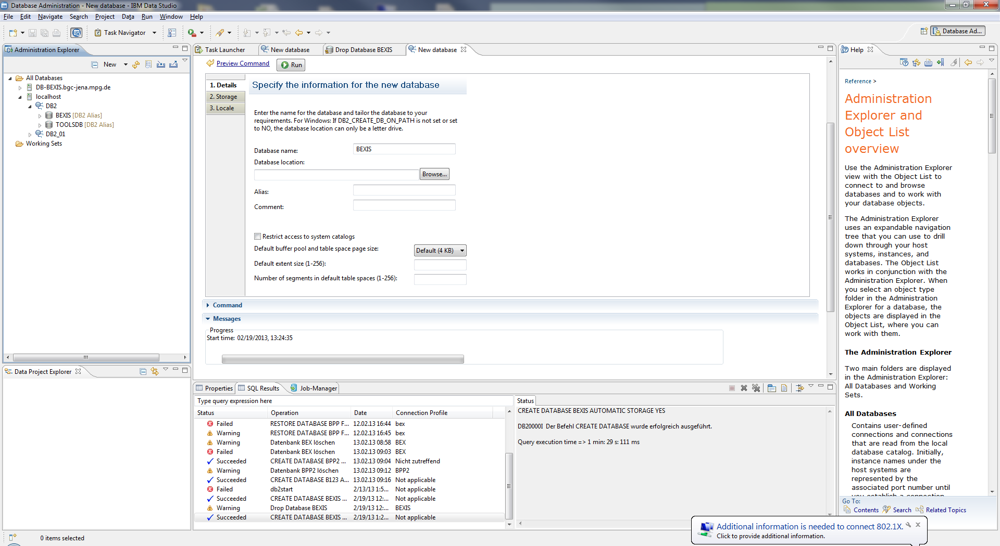 Database Administration - New database - IBM Data Studio
File Edit Navigate Search Project Data Run Window Help
Task Navigator
Database Ad...
Administration Explorer
New
All Databases
DB-BEXIS.bgc-jena.mpg.de
localhost
DB2
BEXIS [DB2 Alias]
TOOLSDB [DB2 Alias]
DB2_01
Working Sets
Data Project Explorer
Task Launcher
New database
Drop Database BEXIS
New database
Preview Command
Run
1. Details
2. Storage
3. Locale
Specify the information for the new database
Enter the name for the database and tailor the database to your
requirements. For Windows: If DB2_CREATE_DB_ON_PATH is not set or set
to NO, the database location can only be a letter drive.
Database name: BEXIS
Database location:
Browse...
Alias:
Comment:
Restrict access to system catalogs
Default buffer pool and table space page size: Default (4 KB)
Default extent size (1-256):
Number of segments in default table spaces (1-256):
Command
Messages
Progress
Start time: 02/19/2013, 13:24:35
Properties SQL Results Job-Manager
Type query expression here
Status Operation Date Connection Profile
Failed RESTORE DATABASE BPP F... 12.02.13 16:44 bex
Warning RESTORE DATABASE BPP F... 12.02.13 16:45 bex
Warning Datenbank BEX löschen 13.02.13 08:58 BEX
Failed Datenbank BEX löschen 13.02.13 09:03 BEX
Succeeded CREATE DATABASE BPP2 ... 13.02.13 09:04 Nicht zutreffend
Warning Datenbank BPP2 löschen 13.02.13 09:12 BPP2
Succeeded CREATE DATABASE B123 A... 13.02.13 09:16 Not applicable
Failed db2start 2/13/13 1:5... Not applicable
Succeeded CREATE DATABASE BEXIS ... 2/19/13 12:... Not applicable
Warning Drop Database BEXIS 2/19/13 12:... BEXIS
Succeeded CREATE DATABASE BEXIS ... 2/19/13 1:2... Not applicable
Status
CREATE DATABASE BEXIS AUTOMATIC STORAGE YES
DB20000I Der Befehl CREATE DATABASE wurde erfolgreich ausgeführt.
Query execution time => 1 min: 29 s: 111 ms
Help
Reference >
Administration
Explorer and
Object List
overview
Use the Administration Explorer
view with the Object List to
connect to and browse
databases and to work with
your database objects.
The Administration Explorer
uses an expandable navigation
tree that you can use to drill
down through your host
systems, instances, and
databases. The Object List
works in conjunction with the
Administration Explorer. When
you select an object type
folder in the Administration
Explorer for a database, the
objects are displayed in the
Object List, where you can
work with them.
The Administration Explorer
Two main folders are displayed
in the Administration Explorer:
All Databases and Working
Sets.
All Databases
Contains user-defined
connections and connections
that are read from the local
database catalog. Initially,
instance names under the
host systems are
represented by the
associated port number until
you establish a connection
Go To:
Contents Search Related Topics
Additional information is needed to connect 802.1X.
Click to provide additional information.
0 items selected